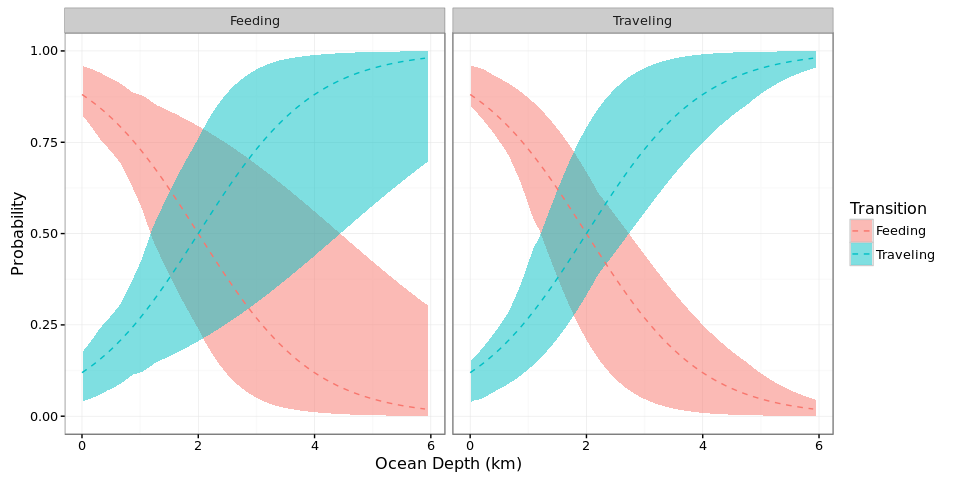 Feeding Traveling
1.00
0.75
0.50
0.25
0.00
Probability
0 2 4 6 0 2 4 6
Ocean Depth (km)
Transition
Feeding
Traveling